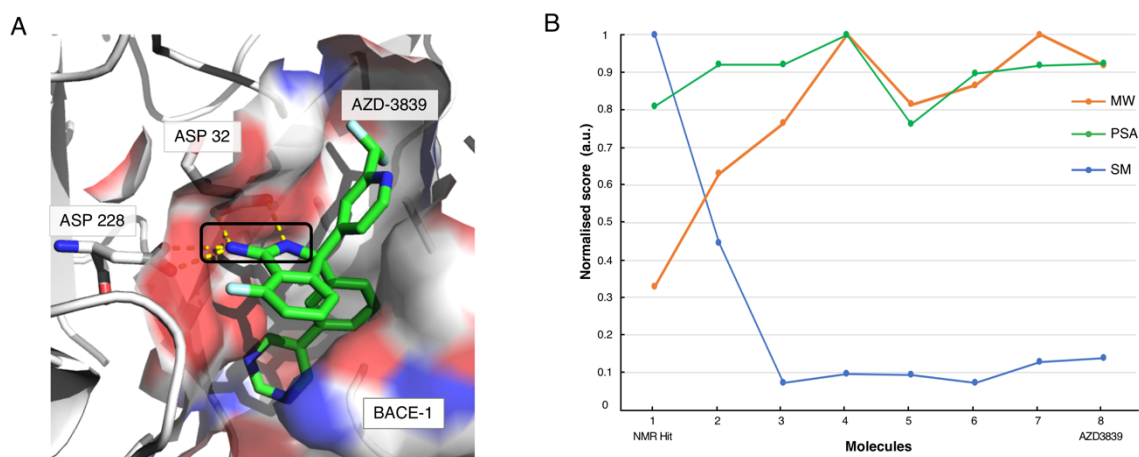 A
AZD-3839
ASP 32
ASP 228
BACE-1
B
Normalised score (a.u.)
1
0.9
0.8
0.7
0.6
0.5
0.4
0.3
0.2
0.1
0
MW
PSA
SM
1 2 3 4 5 6 7 8
NMR Hit AZD3839
Molecules